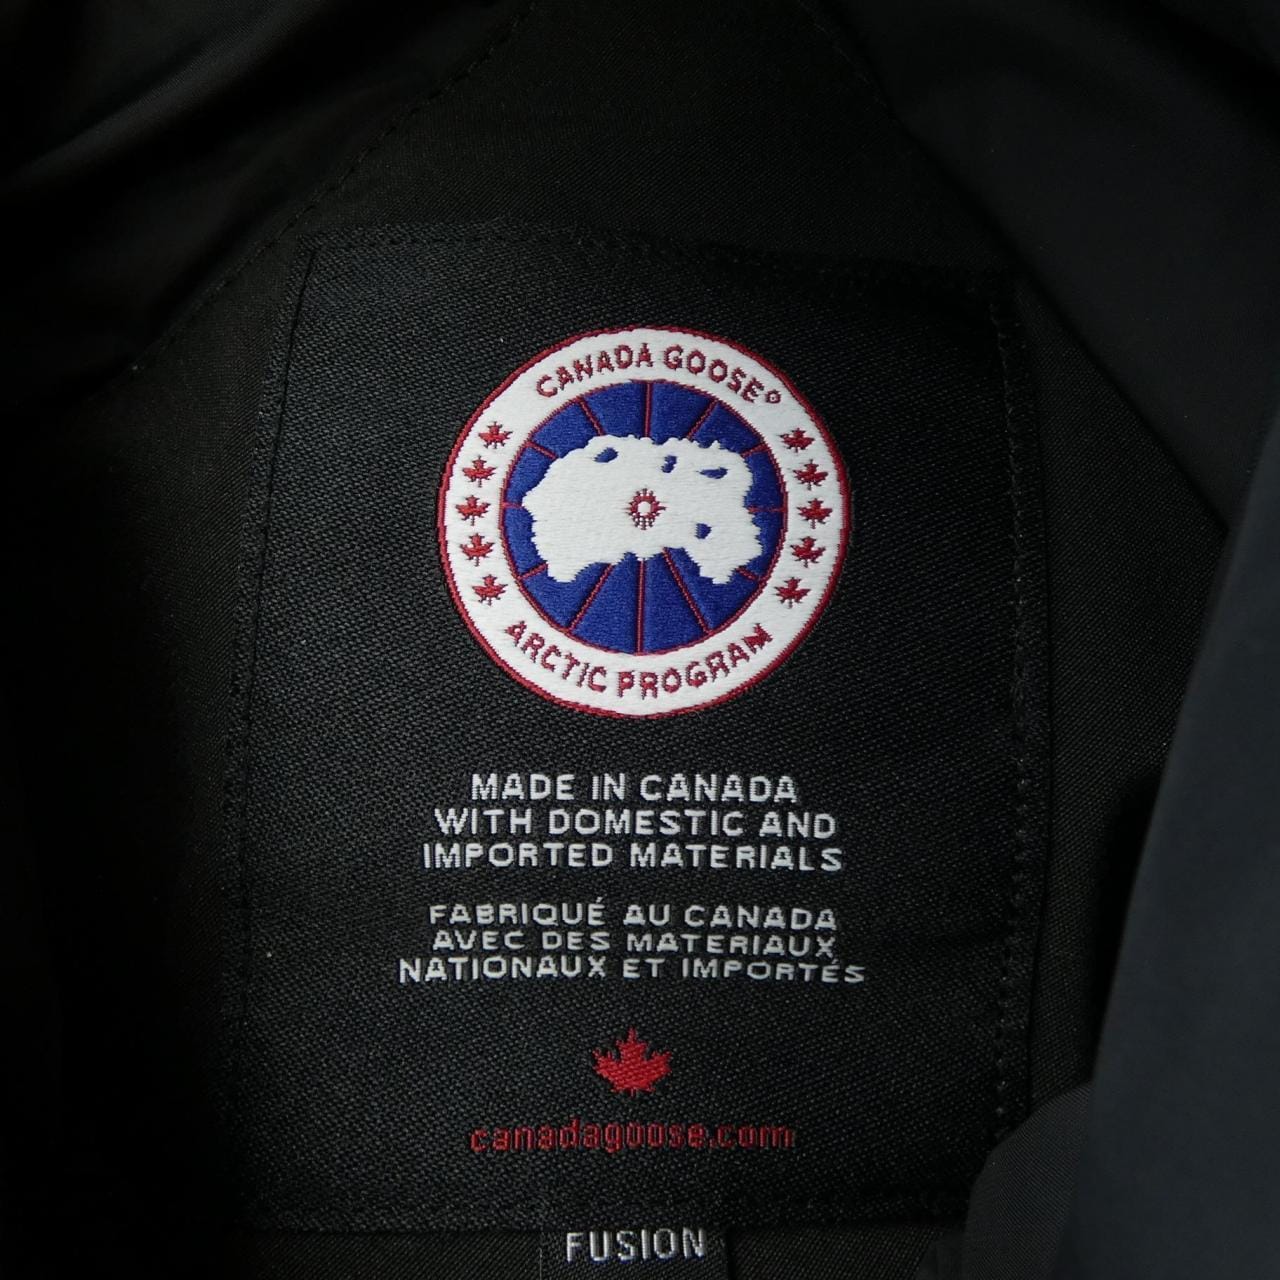 CANADA GOOSE®
ARCTIC PROGRAM
MADE IN CANADA
WITH DOMESTIC AND
IMPORTED MATERIALS
FABRIQUÉ AU CANADA
AVEC DES MATERIAUX
NATIONAUX ET IMPORTÉS
canadagoose.com
FUSION